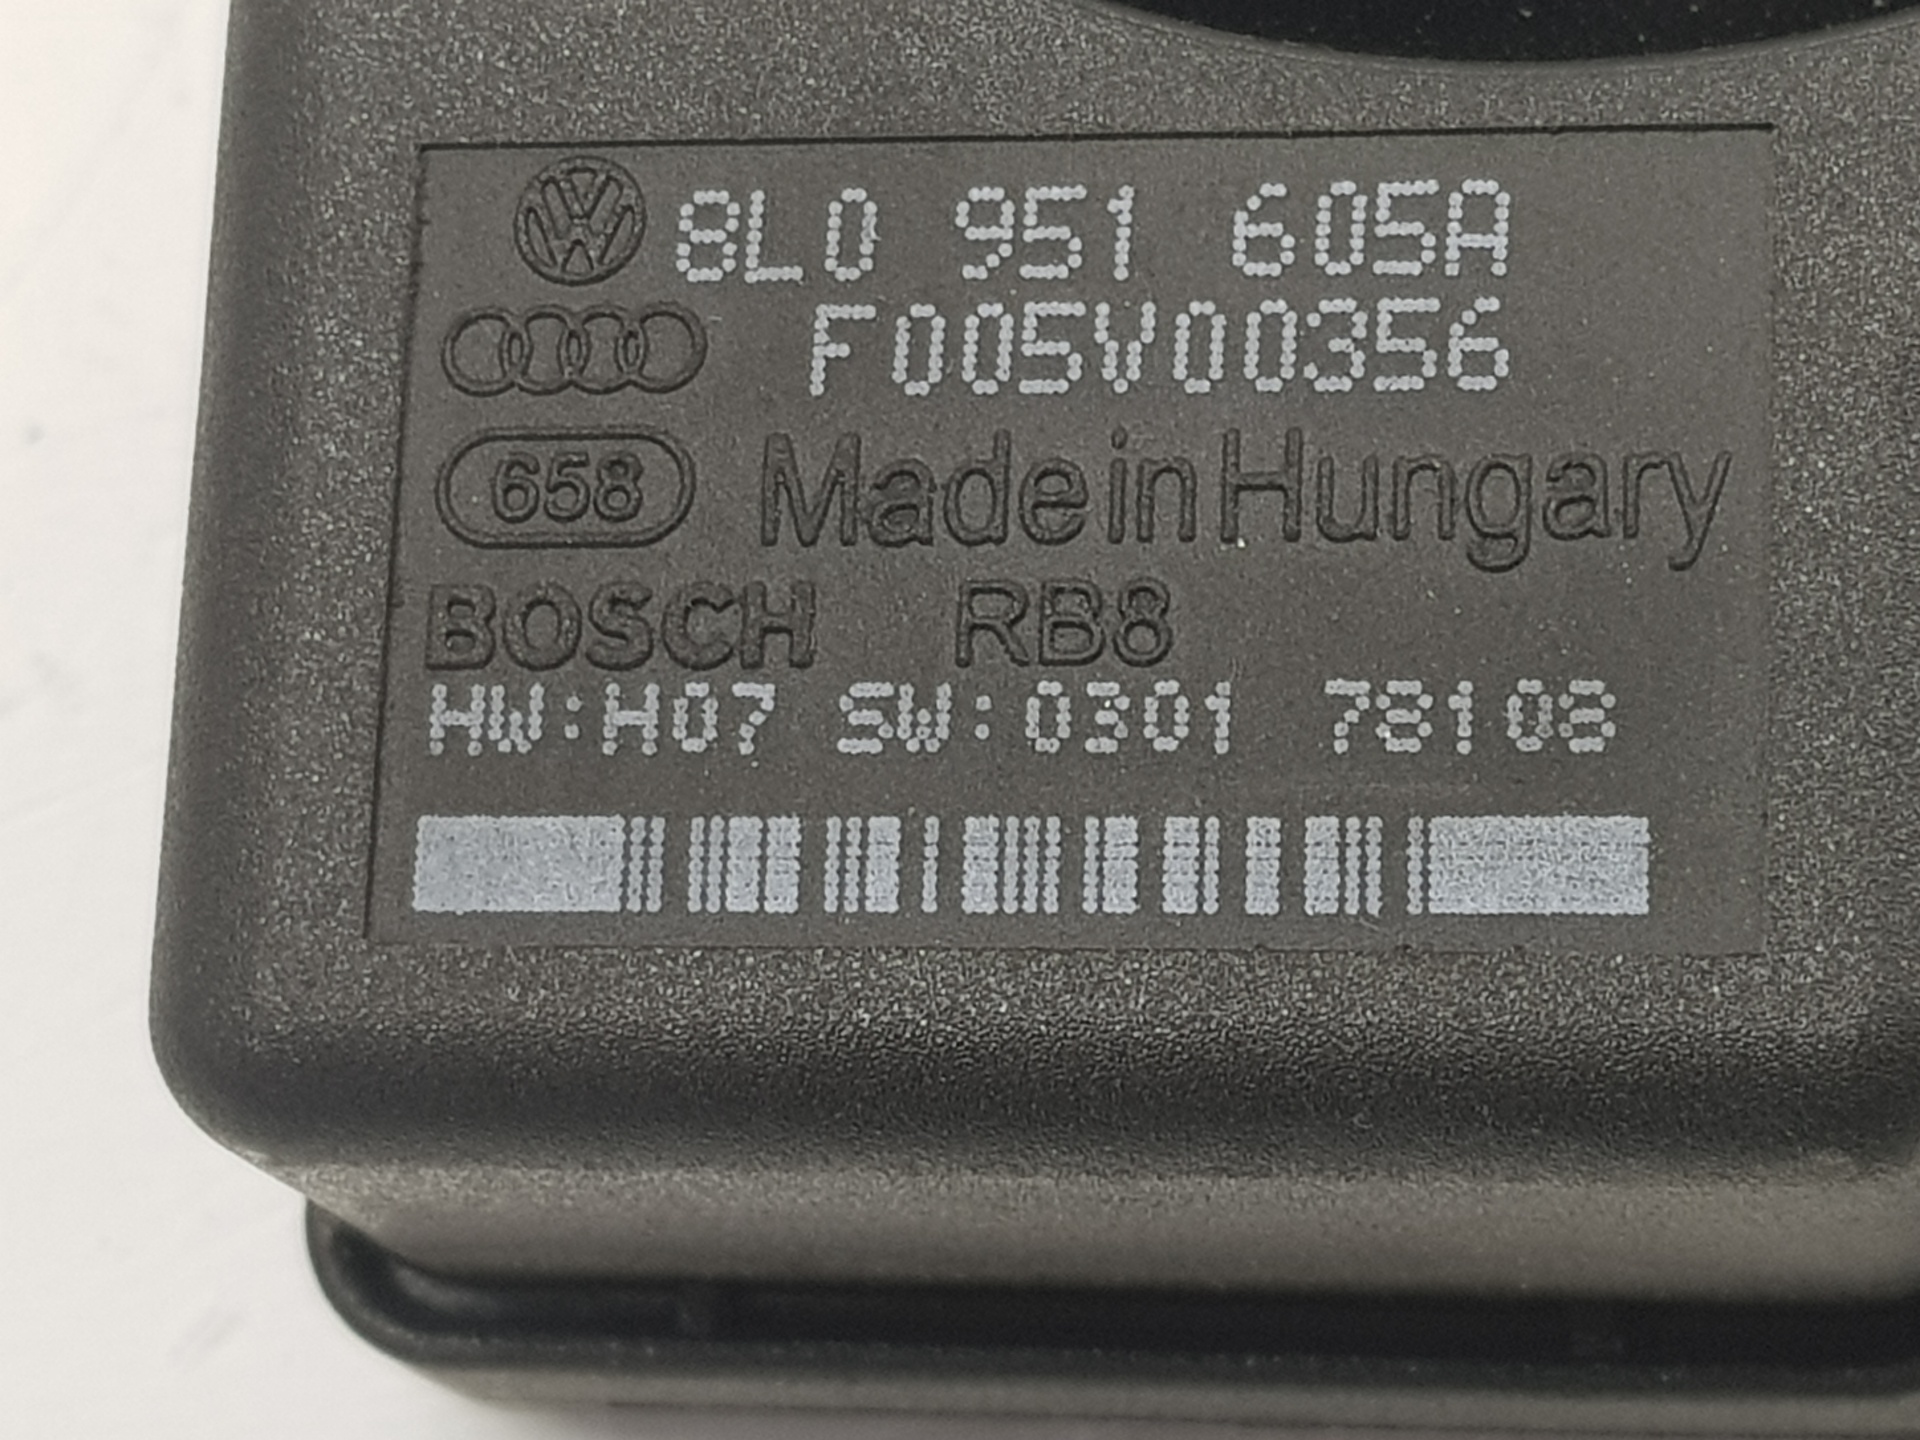 8L0 951 605A
F005V00356
658 Made in Hungary
BOSCH RB8
HW:H07 SW:0301 78108